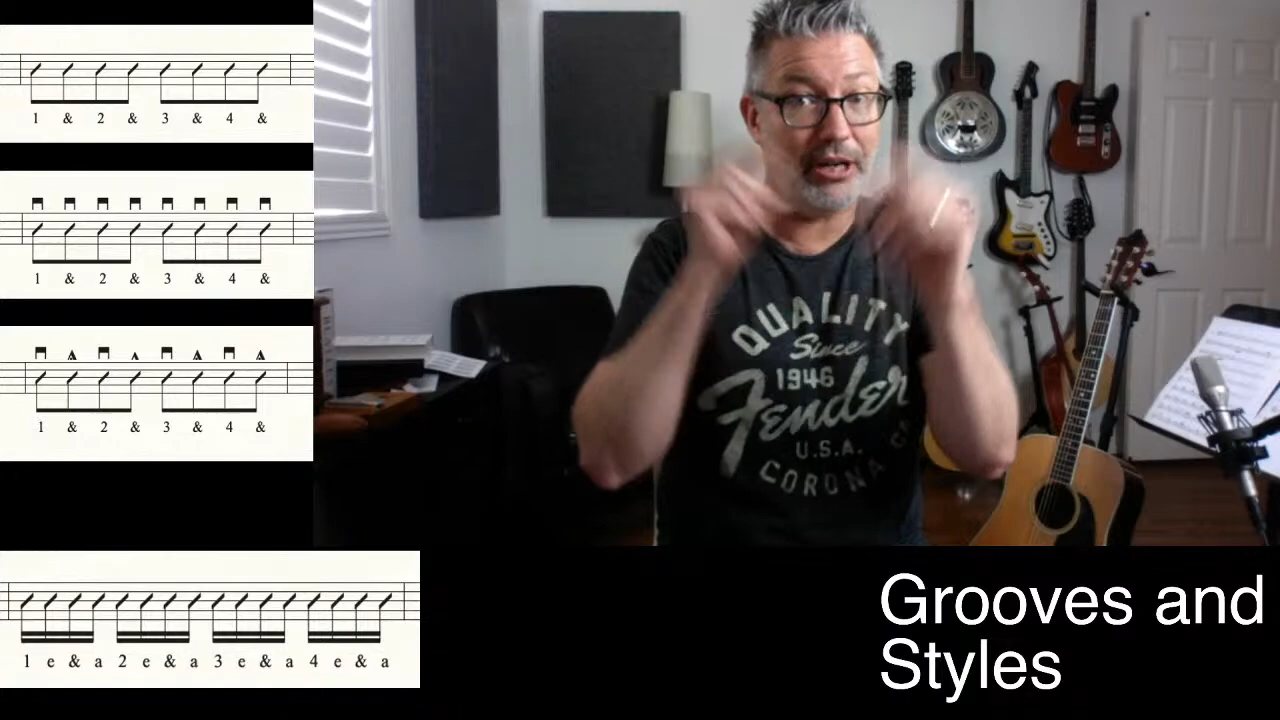 1 & 2 & 3 & 4 &
1 & 2 & 3 & 4 &
1 & 2 & 3 & 4 &
1 e & a 2 e & a 3 e & a 4 e & a
QUALITY
Since
1946
Fender
U.S.A.
CORONA CA
Grooves and
Styles